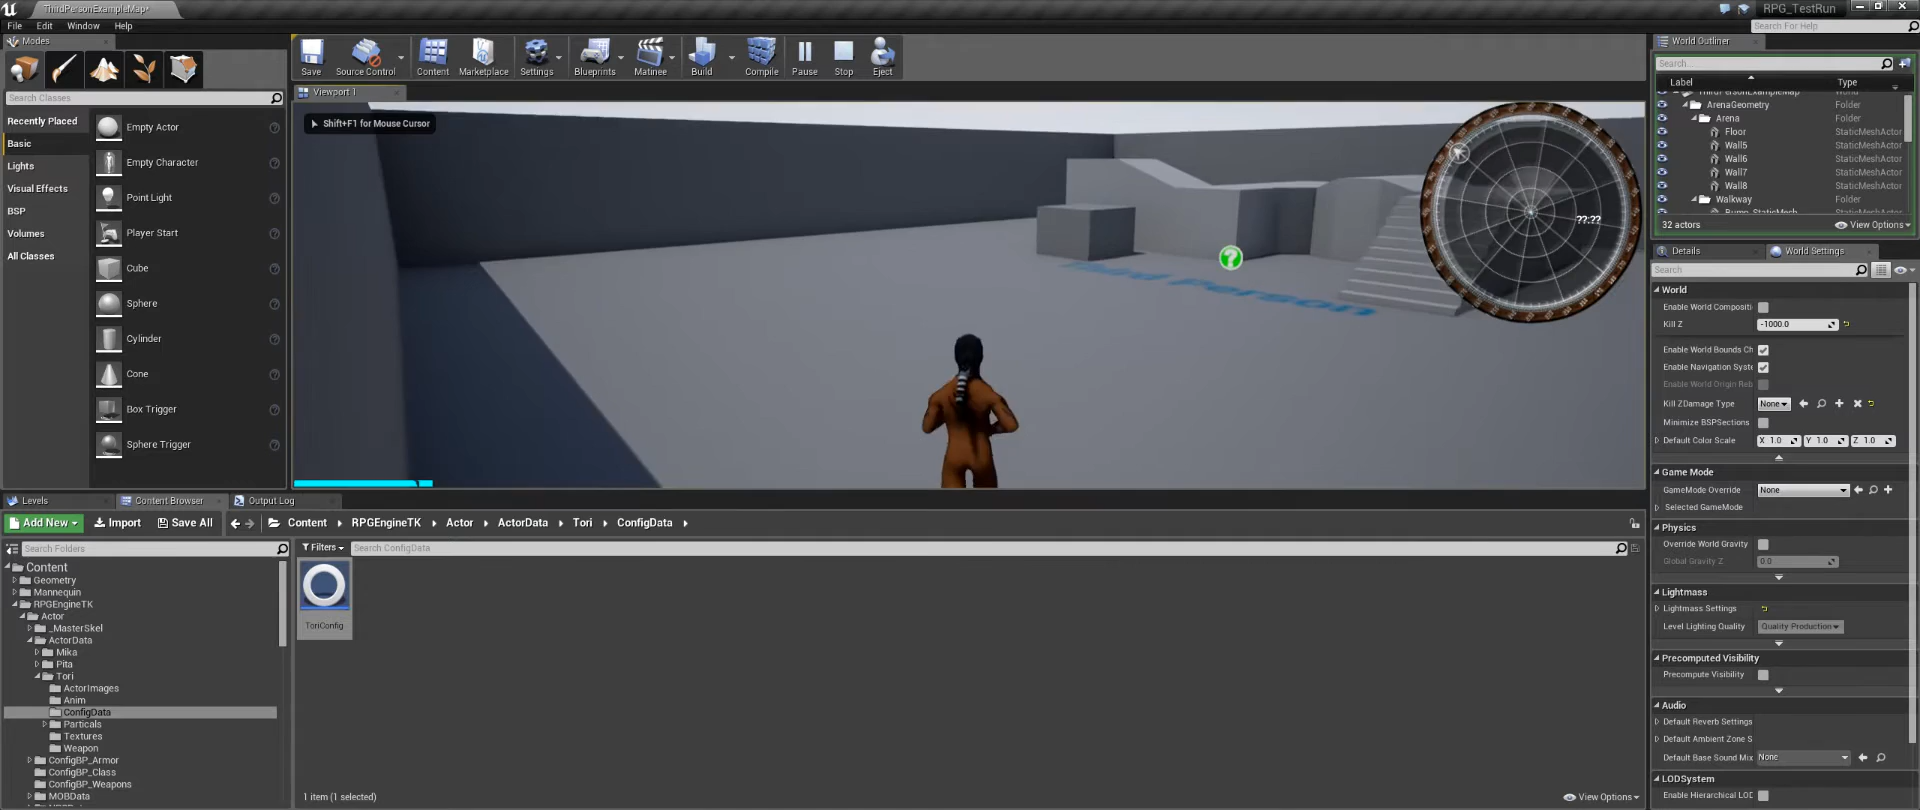 ThirdPersonExampleMap*
RPG_TestRun
File Edit Window Help
Search For Help
Modes
Search Classes
Recently Placed
Basic
Lights
Visual Effects
BSP
Volumes
All Classes
Empty Actor
Empty Character
Point Light
Player Start
Cube
Sphere
Cylinder
Cone
Box Trigger
Sphere Trigger
Save
Source Control
Content
Marketplace
Settings
Blueprints
Matinee
Build
Compile
Pause
Stop
Eject
Viewport 1
Shift+F1 for Mouse Cursor
Third Person
??:??
?
World Outliner
Search
Label Type
ThirdPersonExampleMap World
ArenaGeometry Folder
Arena Folder
Floor StaticMeshActor
Wall5 StaticMeshActor
Wall6 StaticMeshActor
Wall7 StaticMeshActor
Wall8 StaticMeshActor
Walkway Folder
Bump_StaticMesh StaticMeshActor
32 actors
View Options
Details
World Settings
Search
World
Enable World Compositi
Kill Z -1000.0
Enable World Bounds Ch
Enable Navigation Syste
Enable World Origin Reb
Kill ZDamage Type None
Minimize BSPSections
Default Color Scale X 1.0 Y 1.0 Z 1.0
Game Mode
GameMode Override None
Selected GameMode
Physics
Override World Gravity
Global Gravity Z 0.0
Lightmass
Lightmass Settings
Level Lighting Quality Quality Production
Precomputed Visibility
Precompute Visibility
Audio
Default Reverb Settings
Default Ambient Zone S
Default Base Sound Mix None
LODSystem
Enable Hierarchical LOD
Levels
Content Browser
Output Log
Add New Import Save All
Content RPGEngineTK Actor ActorData Tori ConfigData
Search Folders
Content
Geometry
Mannequin
RPGEngineTK
Actor
_MasterSkel
ActorData
Mika
Pita
Tori
ActorImages
Anim
ConfigData
Particals
Textures
Weapon
ConfigBP_Armor
ConfigBP_Class
ConfigBP_Weapons
MOBData
Filters
Search ConfigData
ToriConfig
1 item (1 selected)
View Options